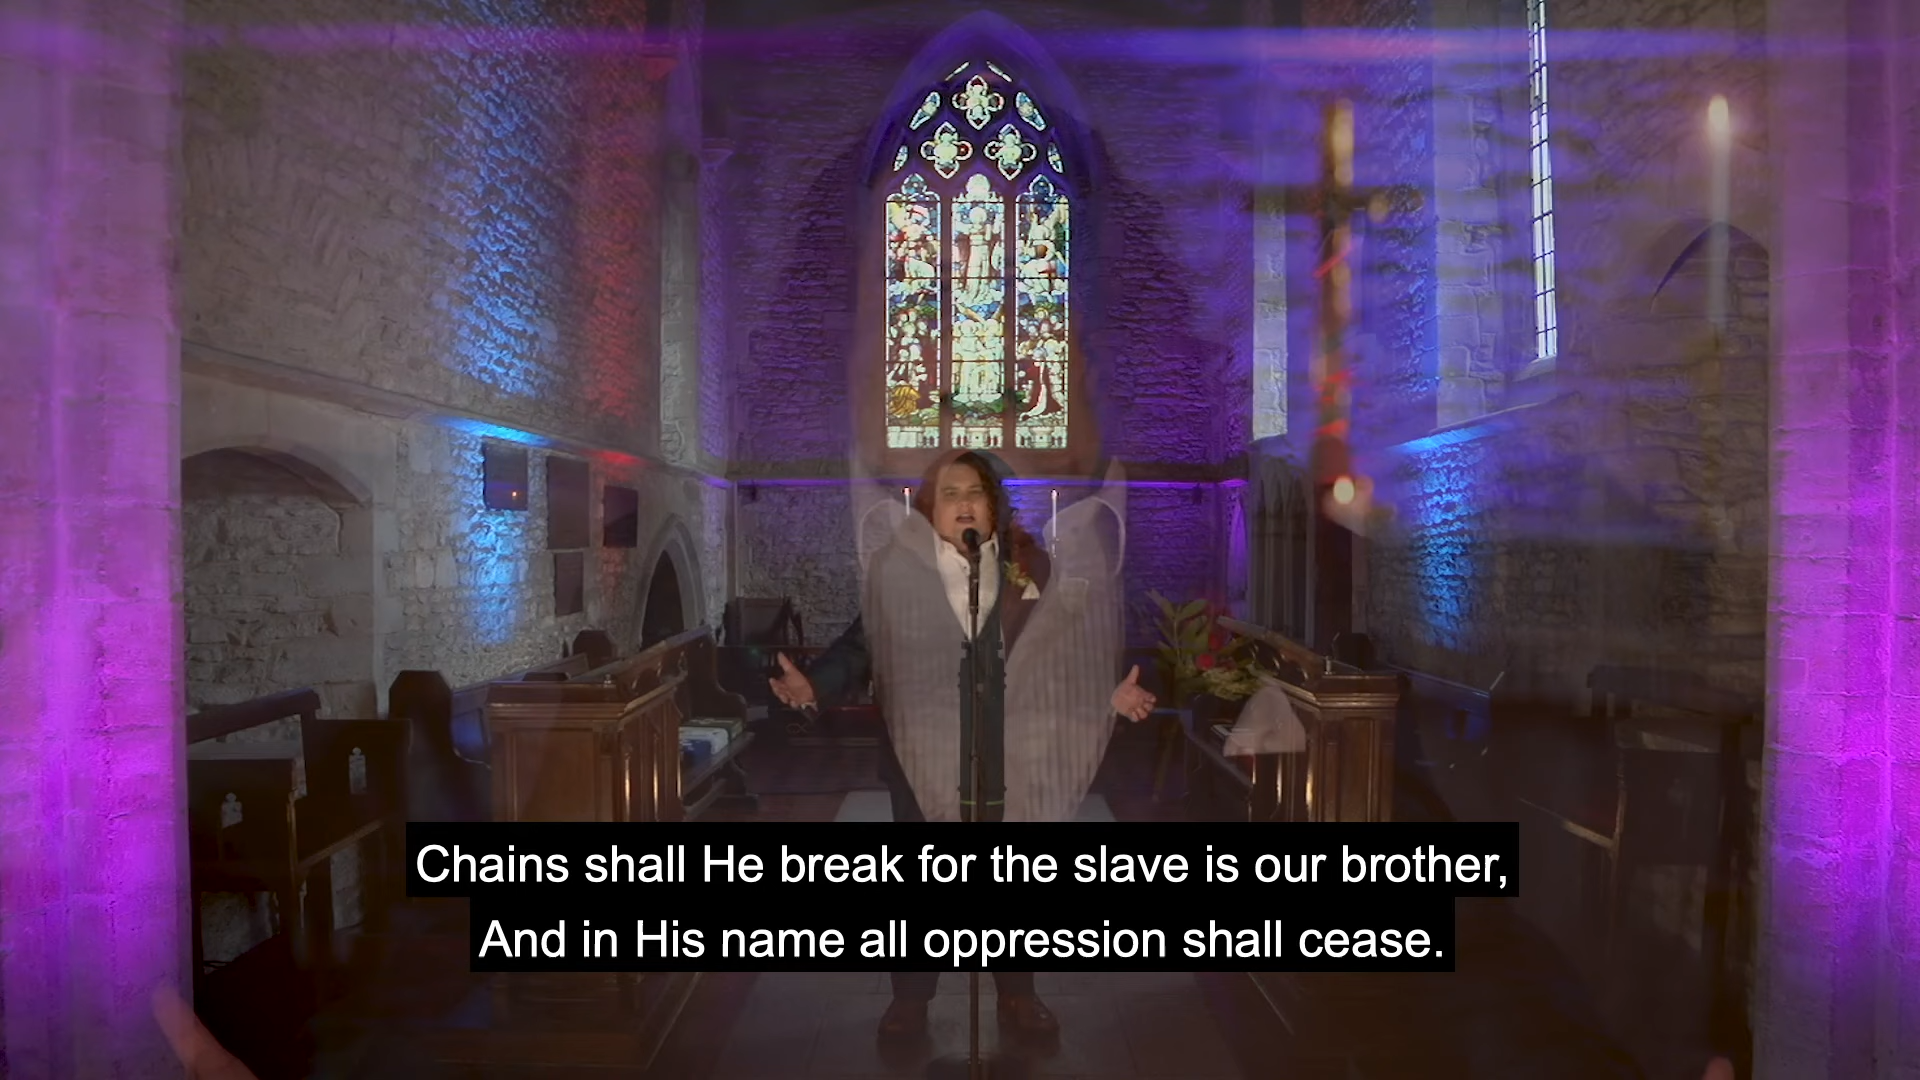 Chains shall He break for the slave is our brother,
And in His name all oppression shall cease.